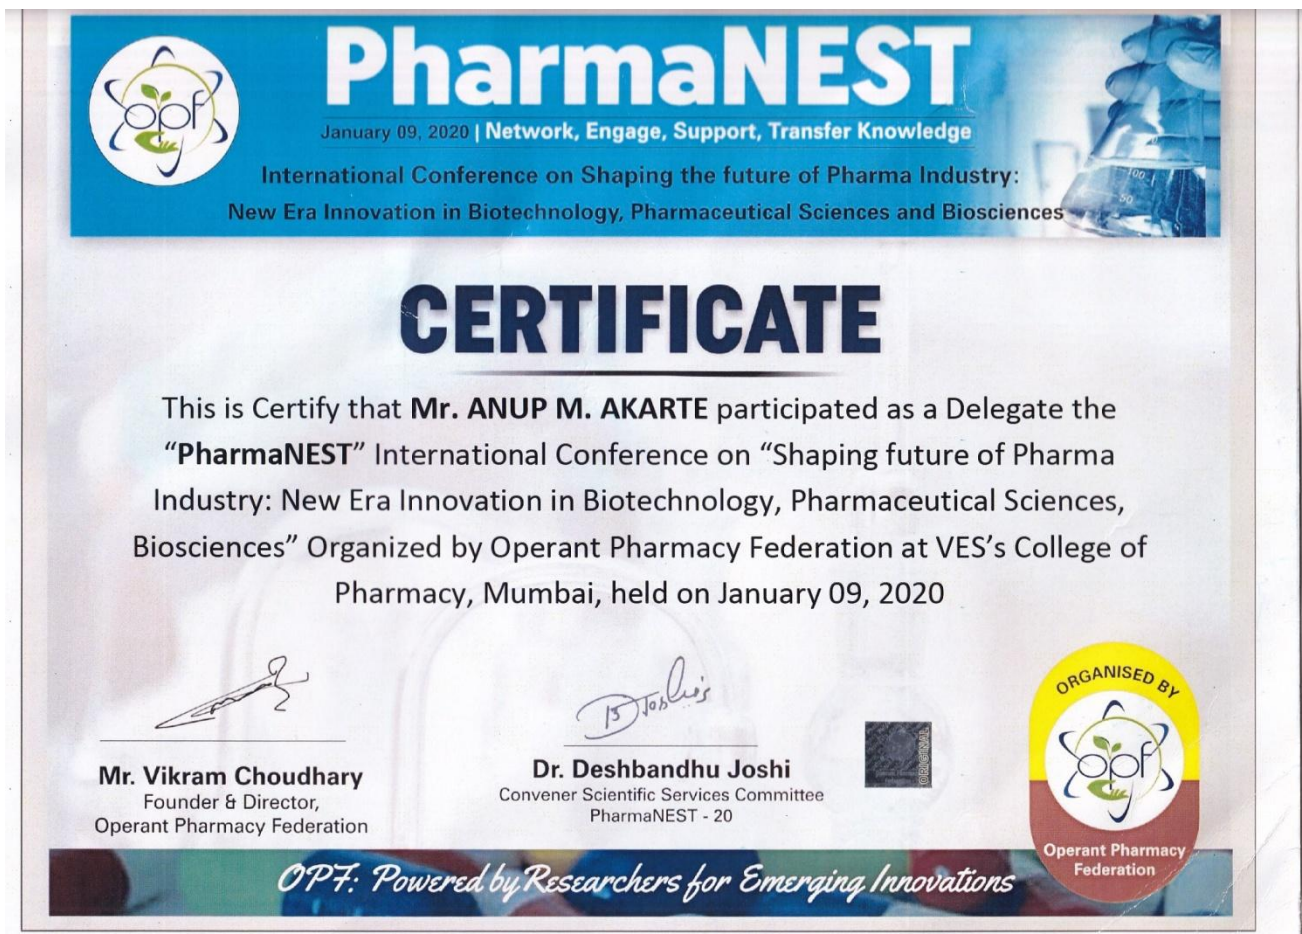 opf
PharmaNEST
January 09, 2020 | Network, Engage, Support, Transfer Knowledge
International Conference on Shaping the future of Pharma Industry:
New Era Innovation in Biotechnology, Pharmaceutical Sciences and Biosciences
100
50
CERTIFICATE
This is Certify that Mr. ANUP M. AKARTE participated as a Delegate the
“PharmaNEST” International Conference on “Shaping future of Pharma
Industry: New Era Innovation in Biotechnology, Pharmaceutical Sciences,
Biosciences” Organized by Operant Pharmacy Federation at VES’s College of
Pharmacy, Mumbai, held on January 09, 2020
Mr. Vikram Choudhary
Founder & Director,
Operant Pharmacy Federation
Dr. Deshbandhu Joshi
Convener Scientific Services Committee
PharmaNEST - 20
ORIGINAL
ORGANISED BY
opf
Operant Pharmacy
Federation
OPF: Powered by Researchers for Emerging Innovations